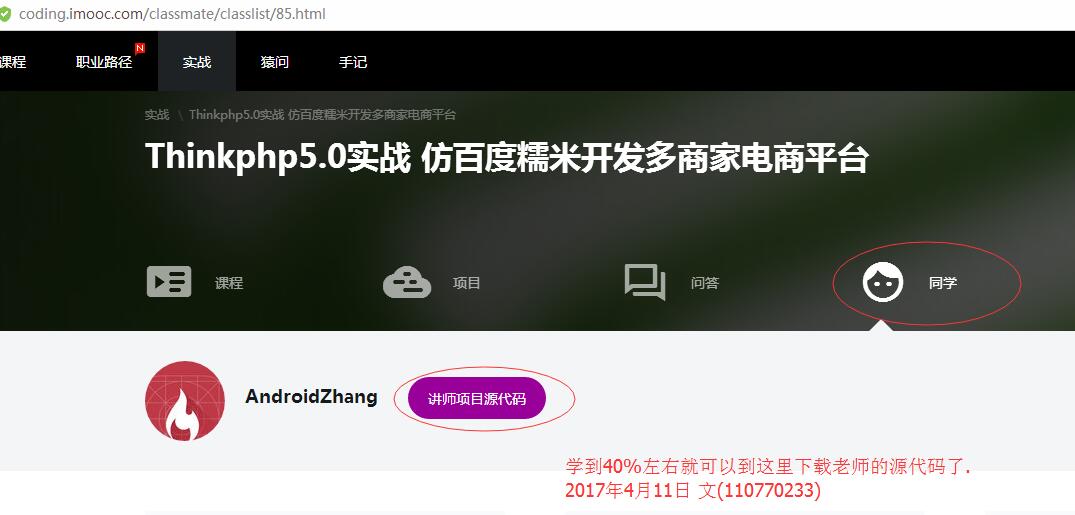 coding.imooc.com/classmate/classlist/85.html
课程 职业路径 N 实战 猿问 手记
实战 \ Thinkphp5.0实战 仿百度糯米开发多商家电商平台
Thinkphp5.0实战 仿百度糯米开发多商家电商平台
课程 项目 问答 同学
AndroidZhang 讲师项目源代码
学到40%左右就可以到这里下载老师的源代码了.
2017年4月11日 文(110770233)